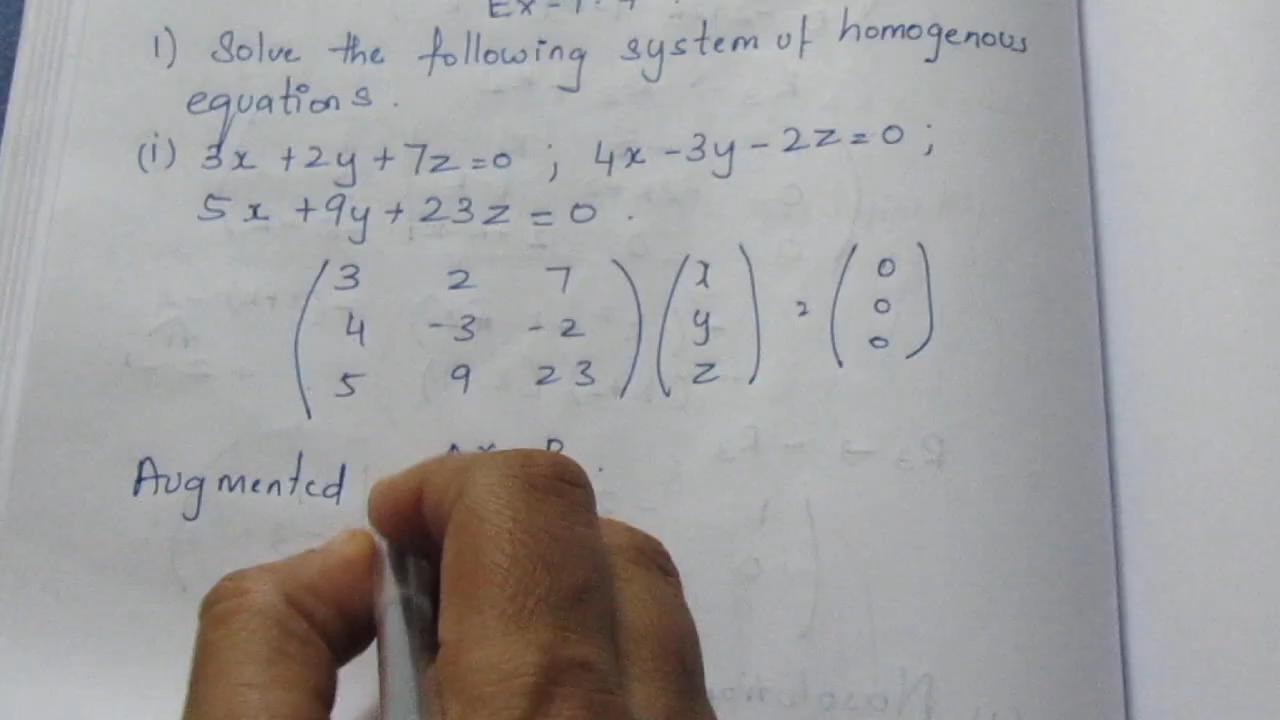 1) Solve the following system of homogenous
equations.
(i) 3x + 2y + 7z = 0 ; 4x - 3y - 2z = 0 ;
5x + 9y + 23z = 0 .
( 3 2 7 ) ( x ) = ( 0 )
( 4 -3 -2 ) ( y ) ( 0 )
( 5 9 23 ) ( z ) ( 0 )
Augmented